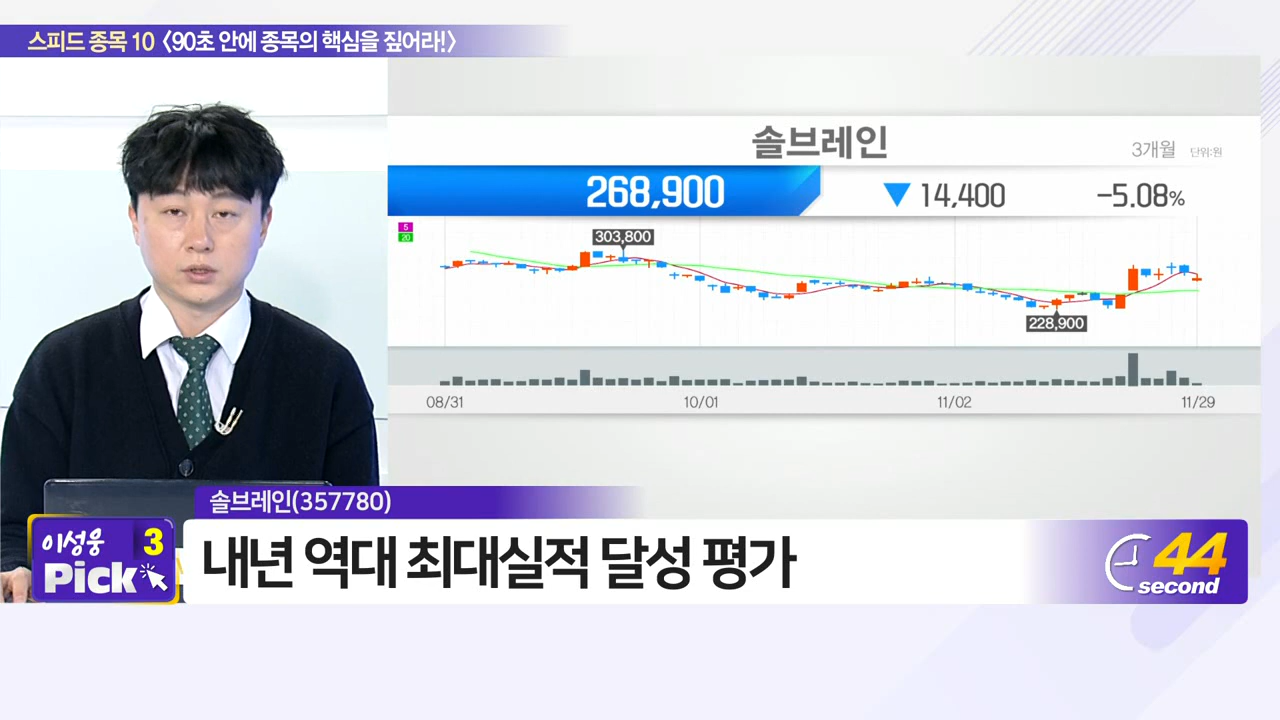 스피드 종목 10 <90초 안에 종목의 핵심을 짚어라!>
솔브레인
3개월 단위:원
268,900 ▼ 14,400 -5.08%
5
20
303,800
228,900
08/31 10/01 11/02 11/29
솔브레인(357780)
이성웅 3
Pick
내년 역대 최대실적 달성 평가
44
second